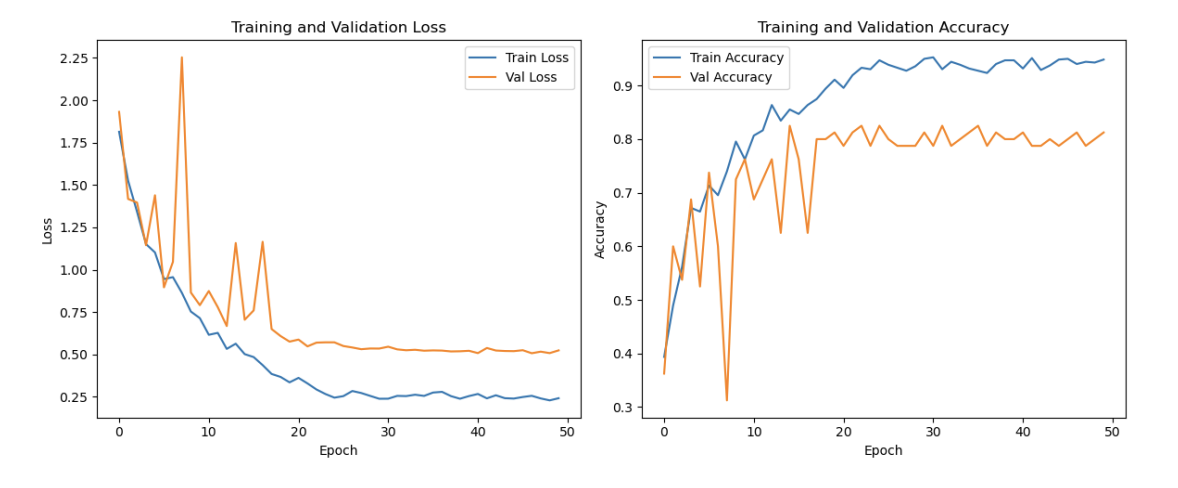 Training and Validation Loss
Train Loss
Val Loss
2.25
2.00
1.75
1.50
1.25
1.00
0.75
0.50
0.25
Loss
0 10 20 30 40 50
Epoch
Training and Validation Accuracy
Train Accuracy
Val Accuracy
0.9
0.8
0.7
0.6
0.5
0.4
0.3
Accuracy
0 10 20 30 40 50
Epoch